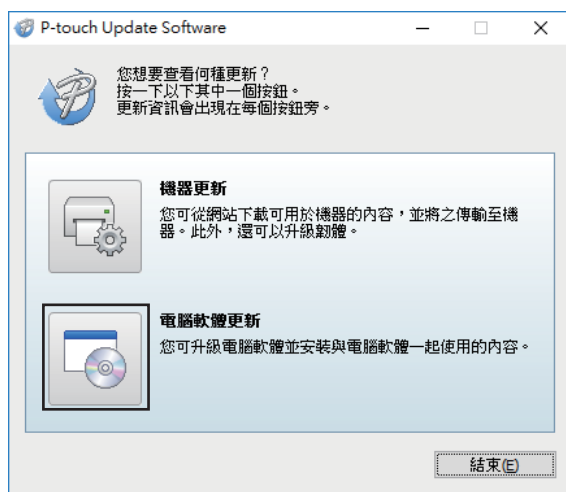 P-touch Update Software
您想要查看何種更新？
按一下以下其中一個按鈕。
更新資訊會出現在每個按鈕旁。
機器更新
您可從網站下載可用於機器的內容，並將之傳輸至機
器。此外，還可以升級韌體。
電腦軟體更新
您可升級電腦軟體並安裝與電腦軟體一起使用的內容。
結束(E)